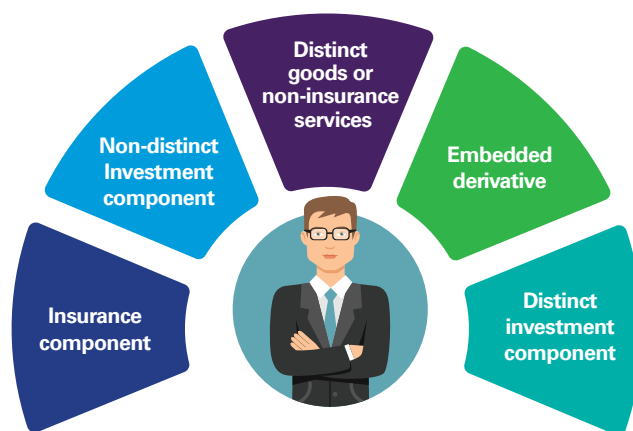 Insurance
component
Non-distinct
Investment
component
Distinct
goods or
non-insurance
services
Embedded
derivative
Distinct
investment
component